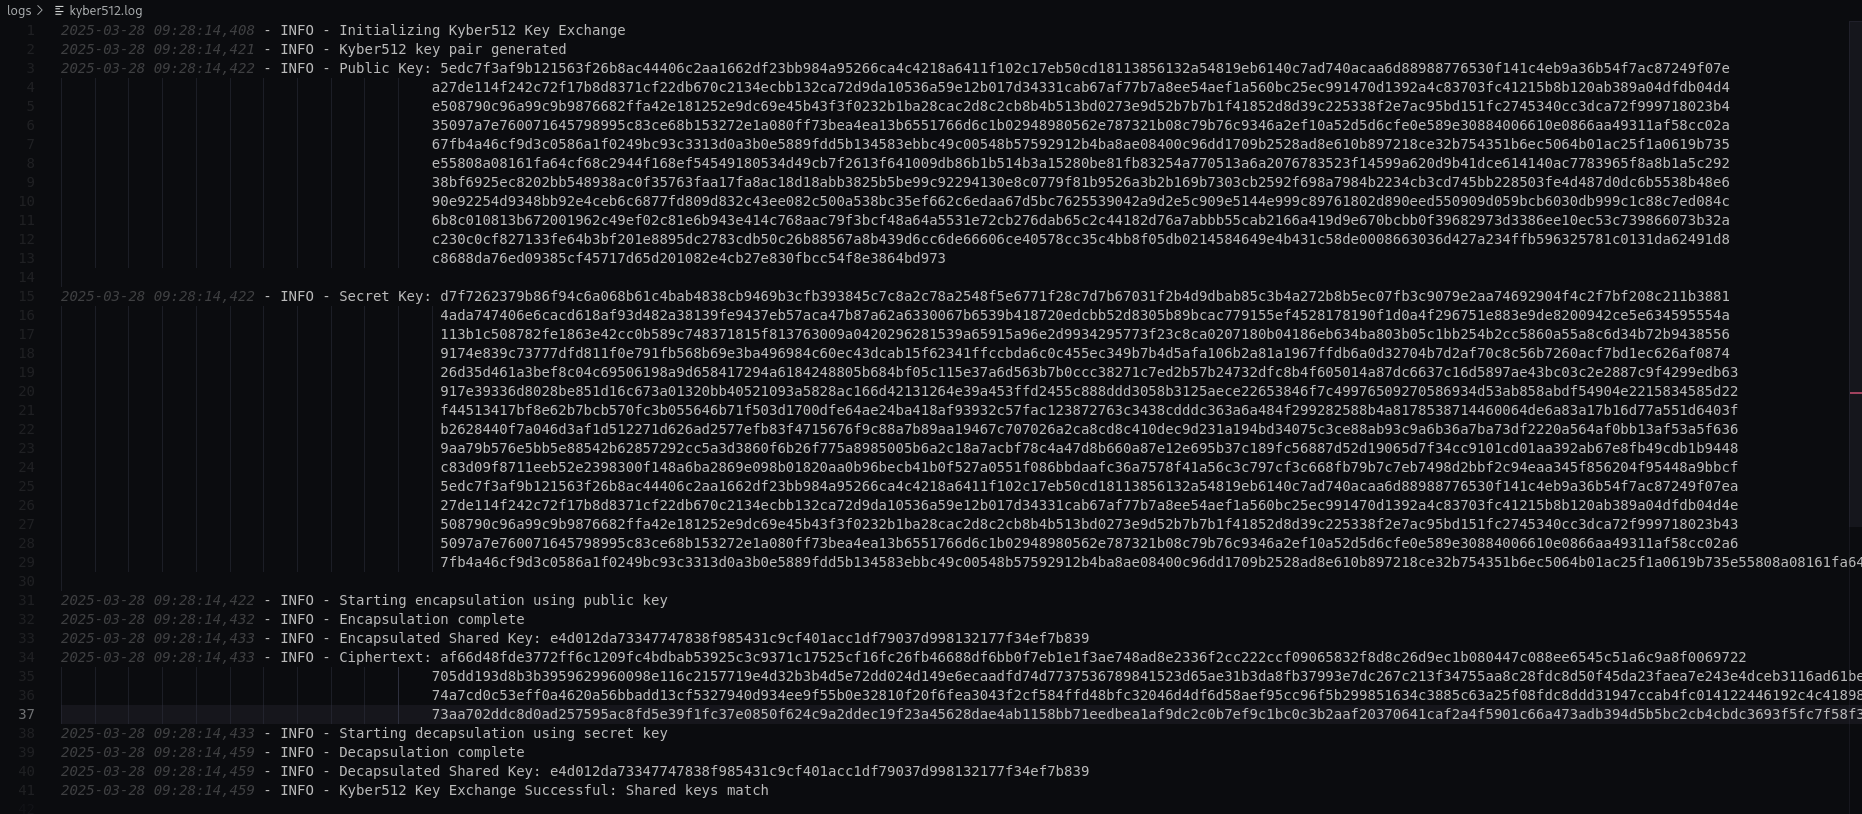 logs > kyber512.log
1 2025-03-28 09:28:14,408 - INFO - Initializing Kyber512 Key Exchange
2 2025-03-28 09:28:14,421 - INFO - Kyber512 key pair generated
3 2025-03-28 09:28:14,422 - INFO - Public Key: 5edc7f3af9b121563f26b8ac44406c2aa1662df23bb984a95266ca4c4218a6411f102c17eb50cd18113856132a54819eb6140c7ad740acaa6d88988776530f141c4eb9a36b54f7ac87249f07e
4 a27de114f242c72f17b8d8371cf22db670c2134ecbb132ca72d9da10536a59e12b017d34331cab67af77b7a8ee54aef1a560bc25ec991470d1392a4c83703fc41215b8b120ab389a04dfdb04d4
5 e508790c96a99c9b9876682ffa42e181252e9dc69e45b43f3f0232b1ba28cac2d8c2cb8b4b513bd0273e9d52b7b7b1f41852d8d39c225338f2e7ac95bd151fc2745340cc3dca72f999718023b4
6 35097a7e760071645798995c83ce68b153272e1a080ff73bea4ea13b6551766d6c1b02948980562e787321b08c79b76c9346a2ef10a52d5d6cfe0e589e30884006610e0866aa49311af58cc02a
7 67fb4a46cf9d3c0586a1f0249bc93c3313d0a3b0e5889fdd5b134583ebbc49c00548b57592912b4ba8ae08400c96dd1709b2528ad8e610b897218ce32b754351b6ec5064b01ac25f1a0619b735
8 e55808a08161fa64cf68c2944f168ef54549180534d49cb7f2613f641009db86b1b514b3a15280be81fb83254a770513a6a2076783523f14599a620d9b41dce614140ac7783965f8a8b1a5c292
9 38bf6925ec8202bb548938ac0f35763faa17fa8ac18d18abb3825b5be99c92294130e8c0779f81b9526a3b2b169b7303cb2592f698a7984b2234cb3cd745bb228503fe4d487d0dc6b5538b48e6
10 90e92254d9348bb92e4ceb6c6877fd809d832c43ee082c500a538bc35ef662c6edaa67d5bc7625539042a9d2e5c909e5144e999c89761802d890eed550909d059bcb6030db999c1c88c7ed084c
11 6b8c010813b672001962c49ef02c81e6b943e414c768aac79f3bcf48a64a5531e72cb276dab65c2c44182d76a7abbb55cab2166a419d9e670bcbb0f39682973d3386ee10ec53c739866073b32a
12 c230c0cf827133fe64b3bf201e8895dc2783cdb50c26b88567a8b439d6cc6de66606ce40578cc35c4bb8f05db0214584649e4b431c58de0008663036d427a234ffb596325781c0131da62491d8
13 c8688da76ed09385cf45717d65d201082e4cb27e830fbcc54f8e3864bd973
14
15 2025-03-28 09:28:14,422 - INFO - Secret Key: d7f7262379b86f94c6a068b61c4bab4838cb9469b3cfb393845c7c8a2c78a2548f5e6771f28c7d7b67031f2b4d9dbab85c3b4a272b8b5ec07fb3c9079e2aa74692904f4c2f7bf208c211b3881
16 4ada747406e6cacd618af93d482a38139fe9437eb57aca47b87a62a6330067b6539b418720edcbb52d8305b89bcac779155ef4528178190f1d0a4f296751e883e9de8200942ce5e634595554a
17 113b1c508782fe1863e42cc0b589c748371815f813763009a0420296281539a65915a96e2d9934295773f23c8ca0207180b04186eb634ba803b05c1bb254b2cc5860a55a8c6d34b72b9438556
18 9174e839c73777dfd811f0e791fb568b69e3ba496984c60ec43dcab15f62341ffccbda6c0c455ec349b7b4d5afa106b2a81a1967ffdb6a0d32704b7d2af70c8c56b7260acf7bd1ec626af0874
19 26d35d461a3bef8c04c69506198a9d658417294a6184248805b684bf05c115e37a6d563b7b0ccc38271c7ed2b57b24732dfc8b4f605014a87dc6637c16d5897ae43bc03c2e2887c9f4299edb63
20 917e39336d8028be851d16c673a01320bb40521093a5828ac166d42131264e39a453ffd2455c888ddd3058b3125aece22653846f7c49976509270586934d53ab858abdf54904e2215834585d22
21 f44513417bf8e62b7bcb570fc3b055646b71f503d1700dfe64ae24ba418af93932c57fac123872763c3438cdddc363a6a484f299282588b4a8178538714460064de6a83a17b16d77a551d6403f
22 b2628440f7a046d3af1d512271d626ad2577efb83f4715676f9c88a7b89aa19467c707026a2ca8cd8c410dec9d231a194bd34075c3ce88ab93c9a6b36a7ba73df2220a564af0bb13af53a5f636
23 9aa79b576e5bb5e88542b62857292cc5a3d3860f6b26f775a8985005b6a2c18a7acbf78c4a47d8b660a87e12e695b37c189fc56887d52d19065d7f34cc9101cd01aa392ab67e8fb49cdb1b9448
24 c83d09f8711eeb52e2398300f148a6ba2869e098b01820aa0b96becb41b0f527a0551f086bbdaafc36a7578f41a56c3c797cf3c668fb79b7c7eb7498d2bbf2c94eaa345f856204f95448a9bbcf
25 5edc7f3af9b121563f26b8ac44406c2aa1662df23bb984a95266ca4c4218a6411f102c17eb50cd18113856132a54819eb6140c7ad740acaa6d88988776530f141c4eb9a36b54f7ac87249f07ea
26 27de114f242c72f17b8d8371cf22db670c2134ecbb132ca72d9da10536a59e12b017d34331cab67af77b7a8ee54aef1a560bc25ec991470d1392a4c83703fc41215b8b120ab389a04dfdb04d4e
27 508790c96a99c9b9876682ffa42e181252e9dc69e45b43f3f0232b1ba28cac2d8c2cb8b4b513bd0273e9d52b7b7b1f41852d8d39c225338f2e7ac95bd151fc2745340cc3dca72f999718023b43
28 5097a7e760071645798995c83ce68b153272e1a080ff73bea4ea13b6551766d6c1b02948980562e787321b08c79b76c9346a2ef10a52d5d6cfe0e589e30884006610e0866aa49311af58cc02a6
29 7fb4a46cf9d3c0586a1f0249bc93c3313d0a3b0e5889fdd5b134583ebbc49c00548b57592912b4ba8ae08400c96dd1709b2528ad8e610b897218ce32b754351b6ec5064b01ac25f1a0619b735e55808a08161fa64
30
31 2025-03-28 09:28:14,422 - INFO - Starting encapsulation using public key
32 2025-03-28 09:28:14,432 - INFO - Encapsulation complete
33 2025-03-28 09:28:14,433 - INFO - Encapsulated Shared Key: e4d012da73347747838f985431c9cf401acc1df79037d998132177f34ef7b839
34 2025-03-28 09:28:14,433 - INFO - Ciphertext: af66d48fde3772ff6c1209fc4bdbab53925c3c9371c17525cf16fc26fb46688df6bb0f7eb1e1f3ae748ad8e2336f2cc222ccf09065832f8d8c26d9ec1b080447c088ee6545c51a6c9a8f0069722
35 705dd193d8b3b3959629960098e116c2157719e4d32b3b4d5e72dd024d149e6ecaadfd74d7737536789841523d65ae31b3da8fb37993e7dc267c213f34755aa8c28fdc8d50f45da23faea7e243e4dceb3116ad61be
36 74a7cd0c53eff0a4620a56bbadd13cf5327940d934ee9f55b0e32810f20f6fea3043f2cf584ffd48bfc32046d4df6d58aef95cc96f5b299851634c3885c63a25f08fdc8ddd31947ccab4fc014122446192c4c41898
37 73aa702ddc8d0ad257595ac8fd5e39f1fc37e0850f624c9a2ddec19f23a45628dae4ab1158bb71eedbea1af9dc2c0b7ef9c1bc0c3b2aaf20370641caf2a4f5901c66a473adb394d5b5bc2cb4cbdc3693f5fc7f58f3
38 2025-03-28 09:28:14,433 - INFO - Starting decapsulation using secret key
39 2025-03-28 09:28:14,459 - INFO - Decapsulation complete
40 2025-03-28 09:28:14,459 - INFO - Decapsulated Shared Key: e4d012da73347747838f985431c9cf401acc1df79037d998132177f34ef7b839
41 2025-03-28 09:28:14,459 - INFO - Kyber512 Key Exchange Successful: Shared keys match
42